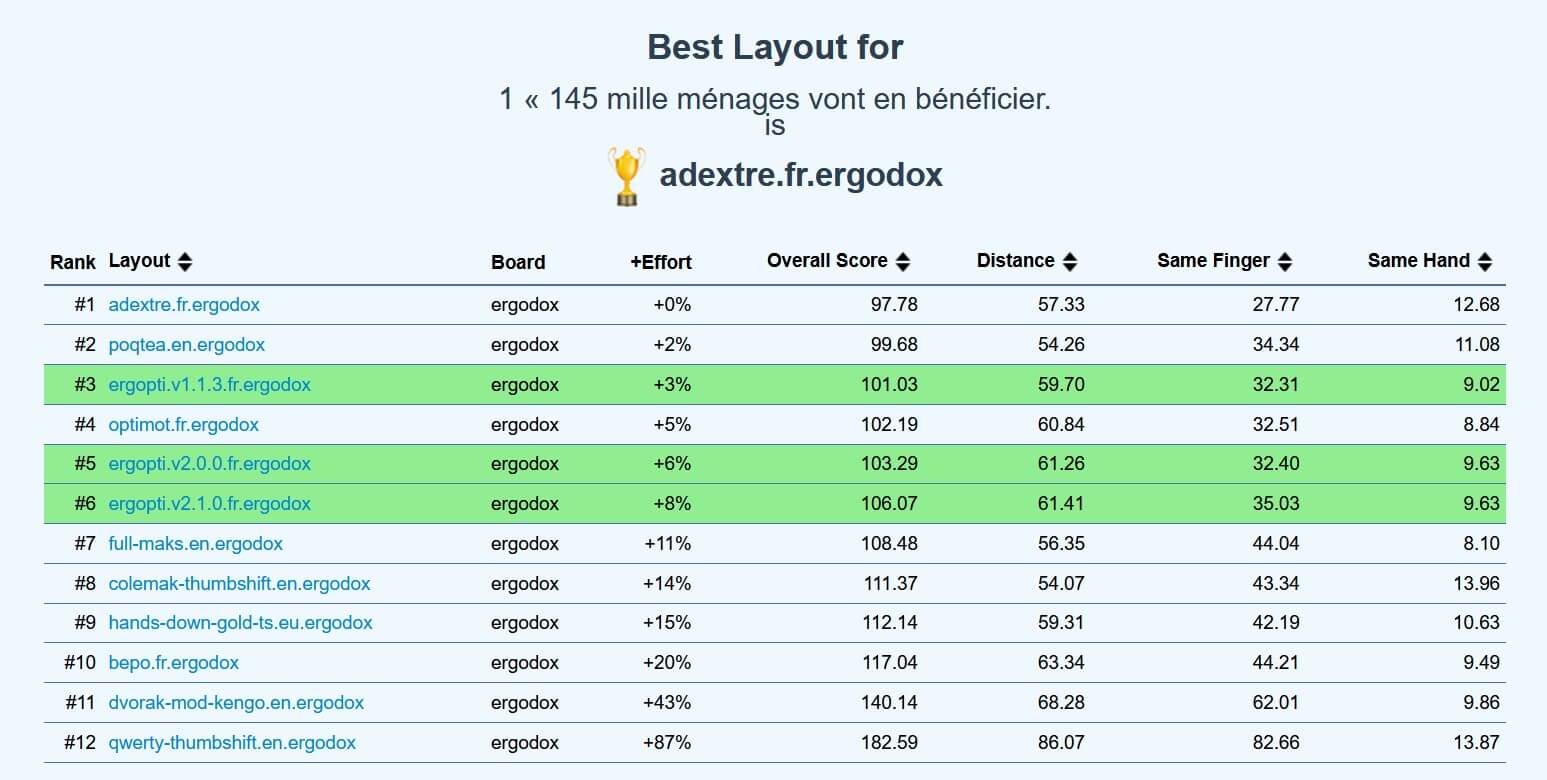 Best Layout for
1 « 145 mille ménages vont en bénéficier.
is
adextre.fr.ergodox
Rank Layout Board +Effort Overall Score Distance Same Finger Same Hand
#1 adextre.fr.ergodox ergodox +0% 97.78 57.33 27.77 12.68
#2 poqtea.en.ergodox ergodox +2% 99.68 54.26 34.34 11.08
#3 ergopti.v1.1.3.fr.ergodox ergodox +3% 101.03 59.70 32.31 9.02
#4 optimot.fr.ergodox ergodox +5% 102.19 60.84 32.51 8.84
#5 ergopti.v2.0.0.fr.ergodox ergodox +6% 103.29 61.26 32.40 9.63
#6 ergopti.v2.1.0.fr.ergodox ergodox +8% 106.07 61.41 35.03 9.63
#7 full-maks.en.ergodox ergodox +11% 108.48 56.35 44.04 8.10
#8 colemak-thumbshift.en.ergodox ergodox +14% 111.37 54.07 43.34 13.96
#9 hands-down-gold-ts.eu.ergodox ergodox +15% 112.14 59.31 42.19 10.63
#10 bepo.fr.ergodox ergodox +20% 117.04 63.34 44.21 9.49
#11 dvorak-mod-kengo.en.ergodox ergodox +43% 140.14 68.28 62.01 9.86
#12 qwerty-thumbshift.en.ergodox ergodox +87% 182.59 86.07 82.66 13.87